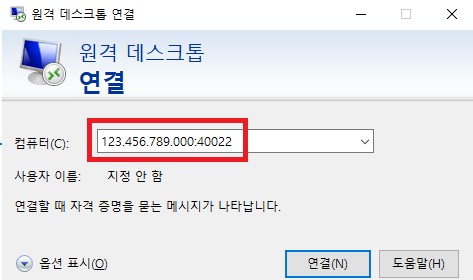 원격 데스크톱 연결
원격 데스크톱
연결
컴퓨터(C): 123.456.789.000:40022
사용자 이름: 지정 안 함
연결할 때 자격 증명을 묻는 메시지가 나타납니다.
옵션 표시(O) 연결(N) 도움말(H)